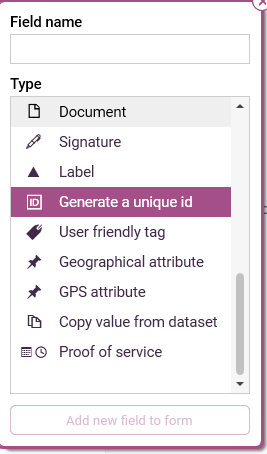 Field name
Type
Document
Signature
Label
ID Generate a unique id
User friendly tag
Geographical attribute
GPS attribute
Copy value from dataset
Proof of service
Add new field to form